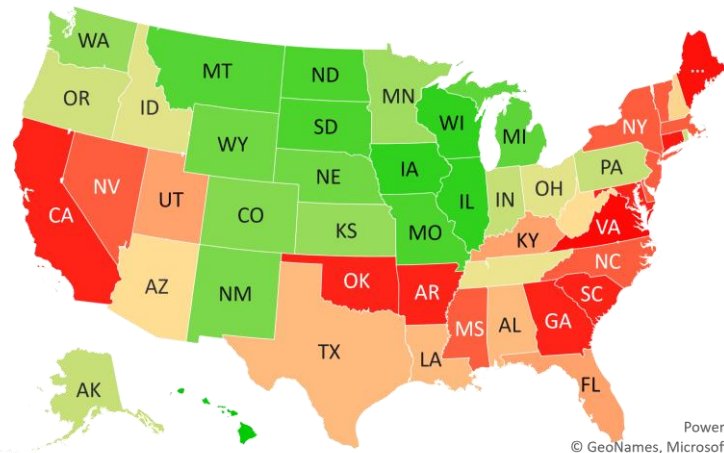 WA
MT
ND
MN
...
OR
ID
SD
WI
MI
NY
WY
IA
PA
NE
IL
IN
OH
NV
UT
CO
KS
MO
KY
VA
CA
NC
OK
AR
SC
AZ
NM
MS
AL
GA
TX
LA
FL
AK
Power
© GeoNames, Microsof